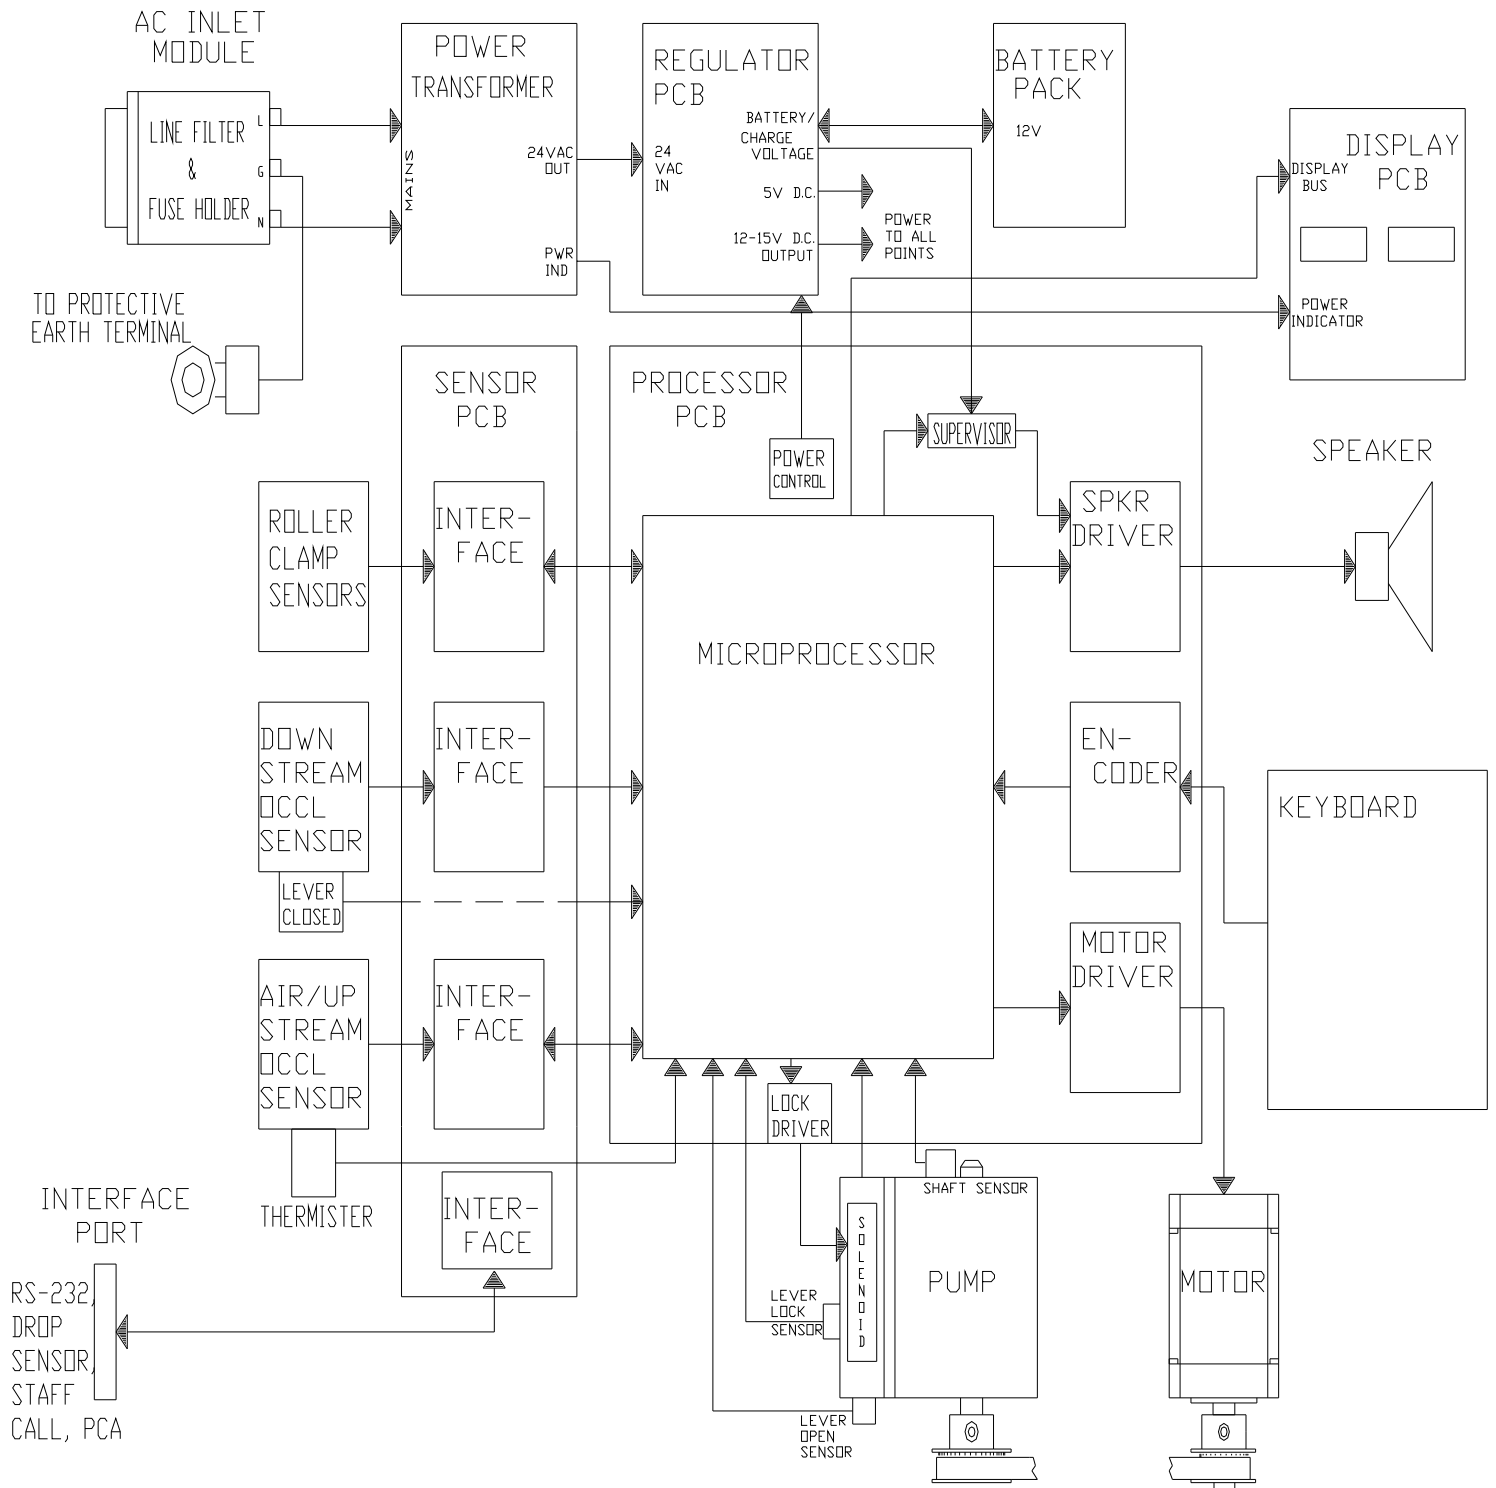 AC INLET
MODULE
LINE FILTER
&
FUSE HOLDER
L
G
N
TO PROTECTIVE
EARTH TERMINAL
POWER
TRANSFORMER
MAINS
24VAC
OUT
PWR
IND
REGULATOR
PCB
24
VAC
IN
BATTERY/
CHARGE
VOLTAGE
5V D.C.
12-15V D.C.
OUTPUT
POWER
TO ALL
POINTS
BATTERY
PACK
12V
DISPLAY
PCB
DISPLAY
BUS
POWER
INDICATOR
SENSOR
PCB
PROCESSOR
PCB
POWER
CONTROL
SUPERVISOR
SPEAKER
ROLLER
CLAMP
SENSORS
INTER-
FACE
SPKR
DRIVER
MICROPROCESSOR
DOWN
STREAM
OCCL
SENSOR
INTER-
FACE
EN-
CODER
KEYBOARD
LEVER
CLOSED
MOTOR
DRIVER
AIR/UP
STREAM
OCCL
SENSOR
INTER-
FACE
LOCK
DRIVER
THERMISTER
INTER-
FACE
INTERFACE
PORT
RS-232,
DROP
SENSOR,
STAFF
CALL, PCA
SHAFT SENSOR
SOLENOID
PUMP
LEVER
LOCK
SENSOR
LEVER
OPEN
SENSOR
MOTOR